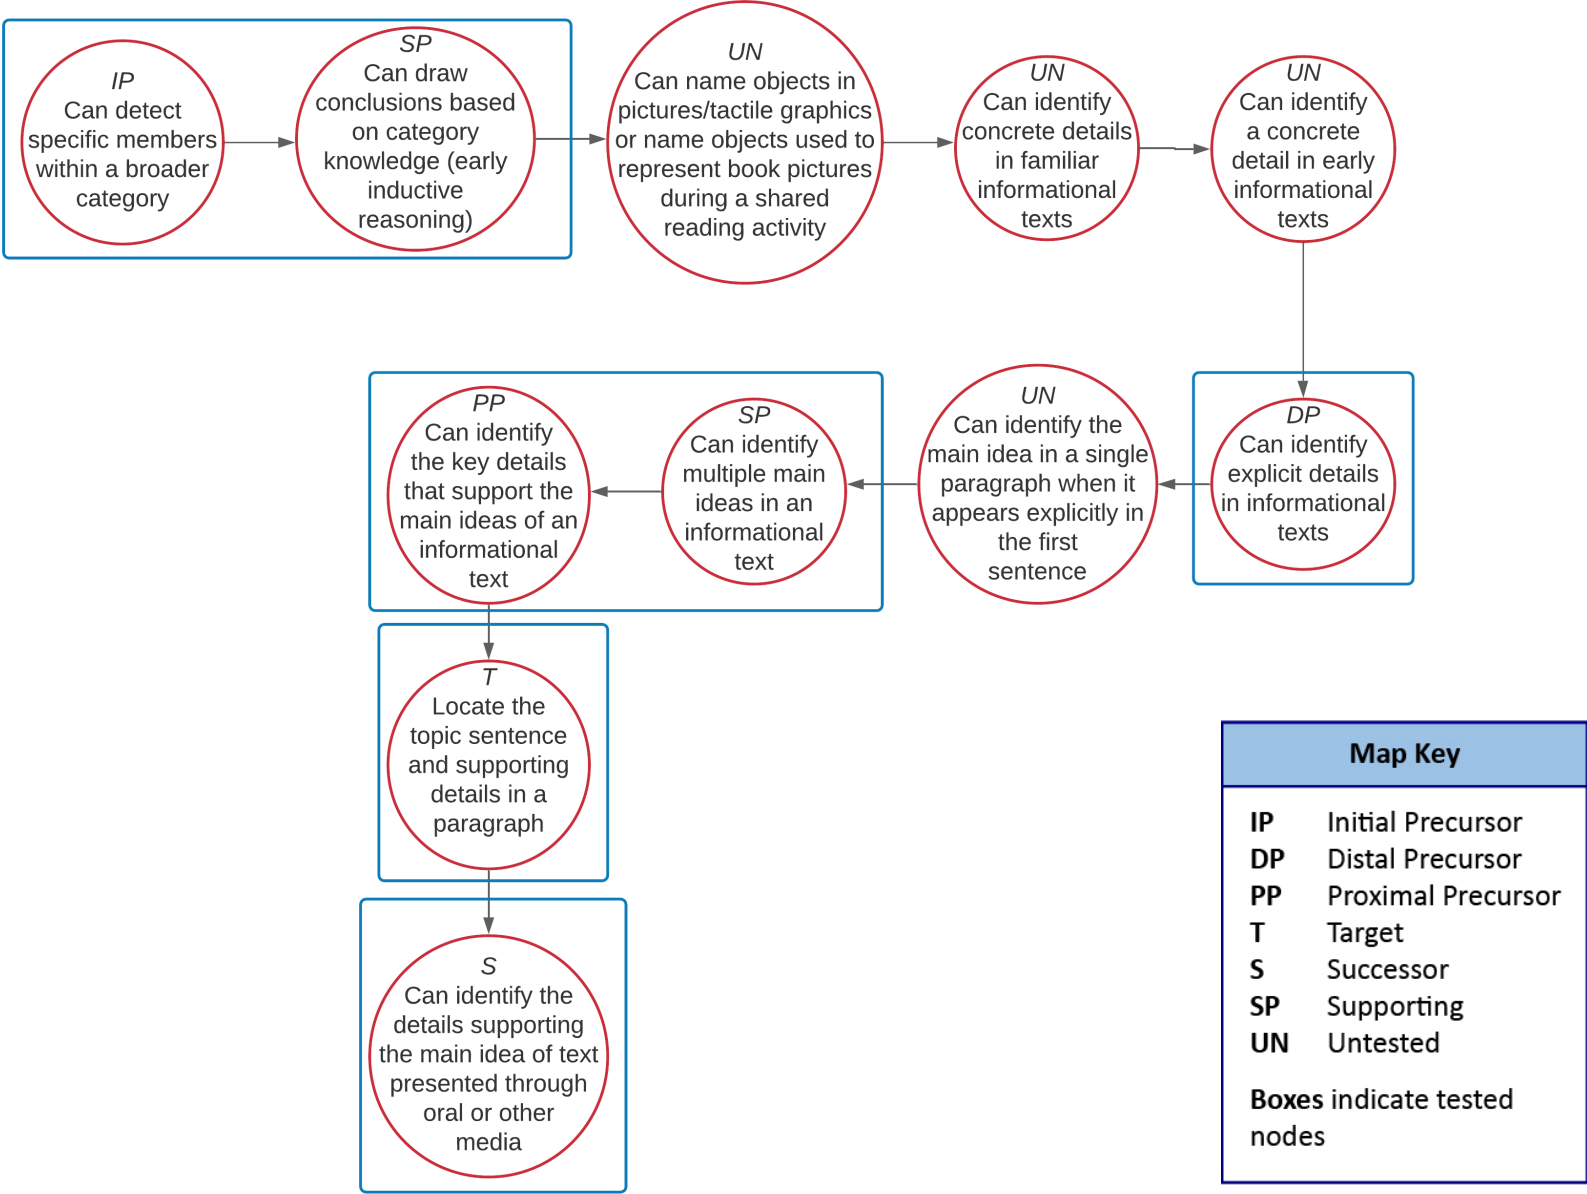 IP
Can detect
specific members
within a broader
category
SP
Can draw
conclusions based
on category
knowledge (early
inductive
reasoning)
UN
Can name objects in
pictures/tactile graphics
or name objects used to
represent book pictures
during a shared
reading activity
UN
Can identify
concrete details
in familiar
informational
texts
UN
Can identify
a concrete
detail in early
informational
texts
DP
Can identify
explicit details
in informational
texts
UN
Can identify the
main idea in a single
paragraph when it
appears explicitly in
the first
sentence
SP
Can identify
multiple main
ideas in an
informational
text
PP
Can identify
the key details
that support the
main ideas of an
informational
text
T
Locate the
topic sentence
and supporting
details in a
paragraph
S
Can identify the
details supporting
the main idea of text
presented through
oral or other
media
Map Key
IP Initial Precursor
DP Distal Precursor
PP Proximal Precursor
T Target
S Successor
SP Supporting
UN Untested
Boxes indicate tested
nodes